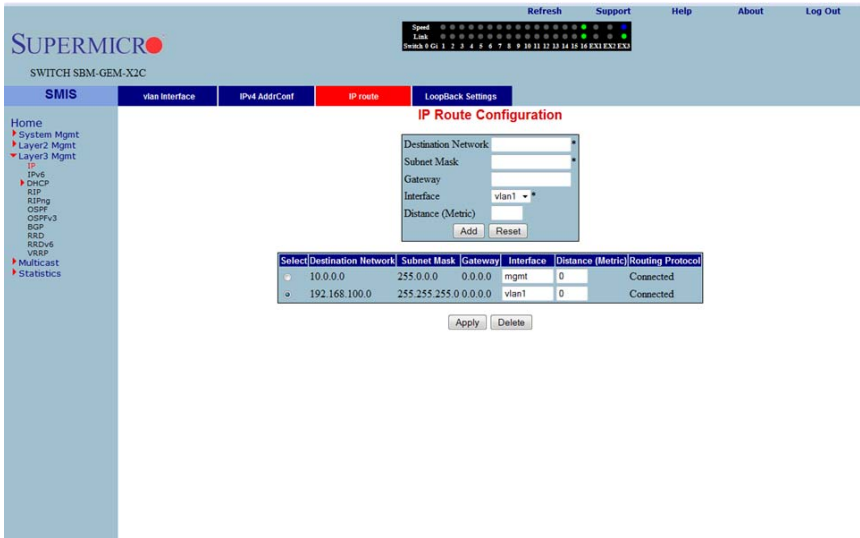 Refresh Support Help About Log Out
SUPERMICRO
SWITCH SBM-GEM-X2C
Speed
Link
Switch 0 Gi 1 2 3 4 5 6 7 8 9 10 11 12 13 14 15 16 EX1 EX2 EX3
SMIS
vlan Interface IPv4 AddrConf IP route LoopBack Settings
Home
System Mgmt
Layer2 Mgmt
Layer3 Mgmt
IP
IPv6
DHCP
RIP
RIPng
OSPF
OSPFv3
BGP
RRD
RRDv6
VRRP
Multicast
Statistics
IP Route Configuration
Destination Network *
Subnet Mask *
Gateway
Interface vlan1 *
Distance (Metric)
Add Reset
Select Destination Network Subnet Mask Gateway Interface Distance (Metric) Routing Protocol
10.0.0.0 255.0.0.0 0.0.0.0 mgmt 0 Connected
192.168.100.0 255.255.255.0 0.0.0.0 vlan1 0 Connected
Apply Delete